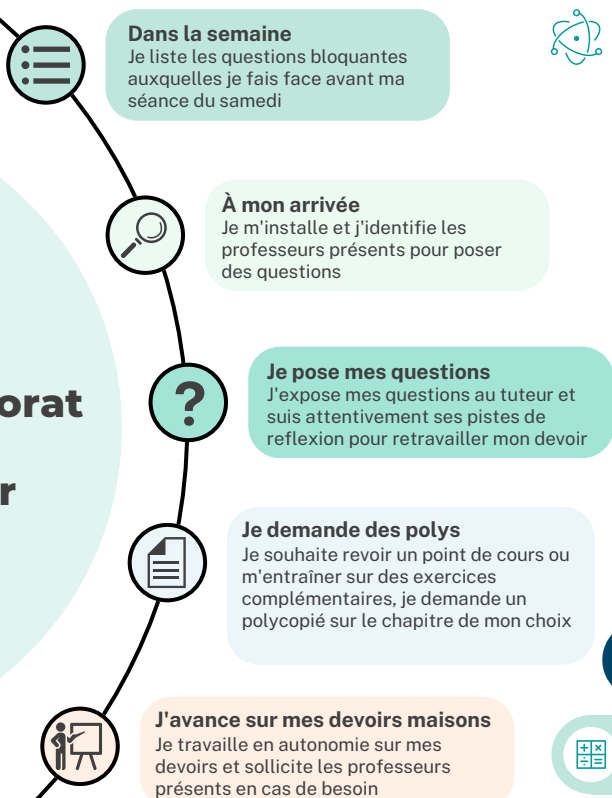 Dans la semaine
Je liste les questions bloquantes
auxquelles je fais face avant ma
séance du samedi
À mon arrivée
Je m'installe et j'identifie les
professeurs présents pour poser
des questions
orat
r
Je pose mes questions
J'expose mes questions au tuteur et
suis attentivement ses pistes de
reflexion pour retravailler mon devoir
Je demande des polys
Je souhaite revoir un point de cours ou
m'entraîner sur des exercices
complémentaires, je demande un
polycopié sur le chapitre de mon choix
J'avance sur mes devoirs maisons
Je travaille en autonomie sur mes
devoirs et sollicite les professeurs
présents en cas de besoin